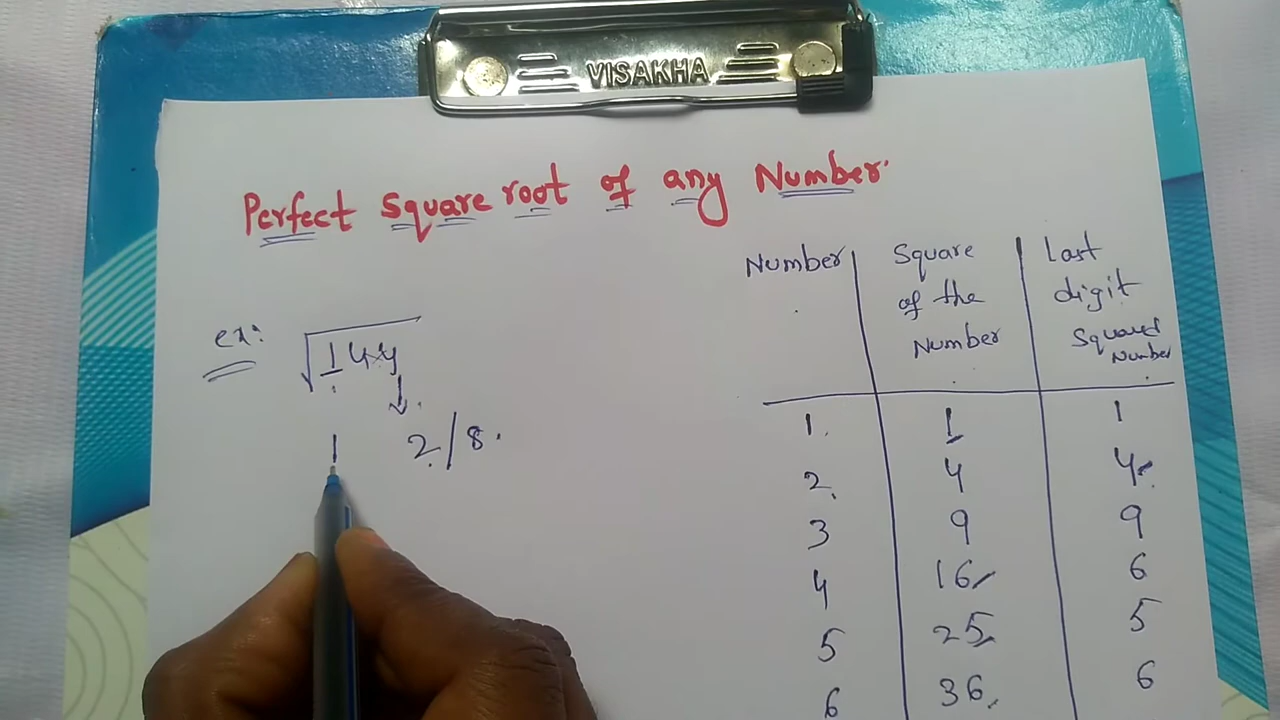 VISAKHA
Perfect Square root of any Number.
Number | Square of the Number | Last digit Squared Number
ex: √144
1 2/8.
1. 1 1
2. 4 4
3 9 9
4 16 6
5 25 5
6 36 6